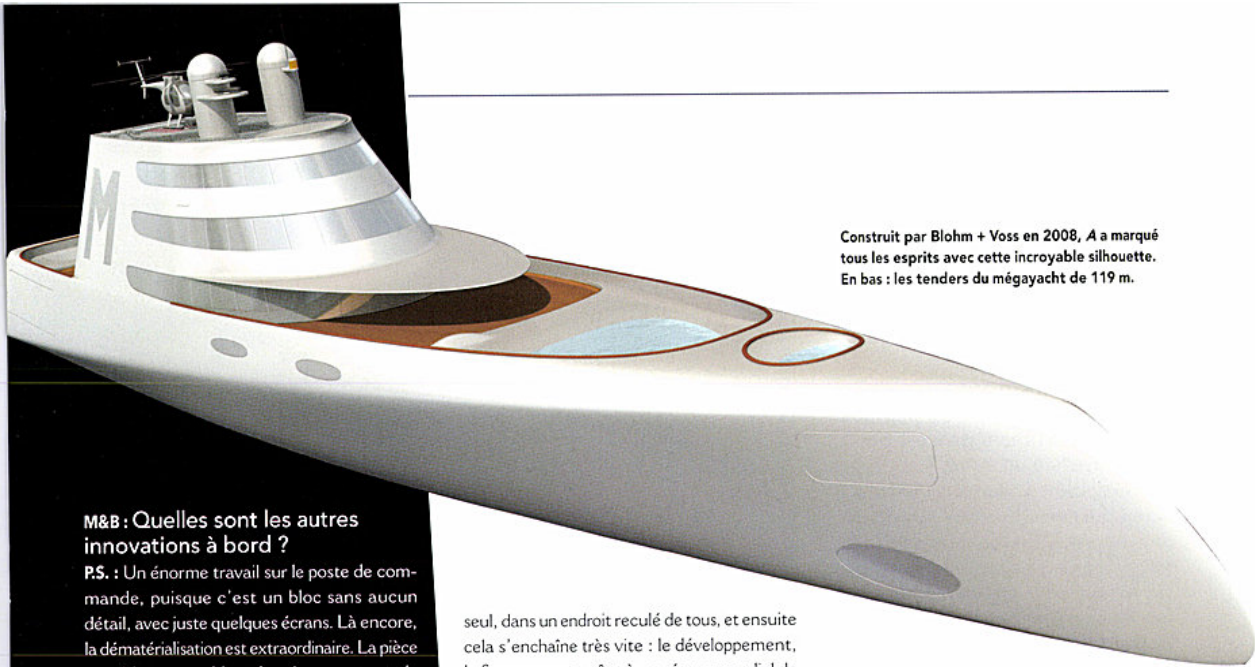 M
Construit par Blohm + Voss en 2008, A a marqué
tous les esprits avec cette incroyable silhouette.
En bas : les tenders du mégayacht de 119 m.
M&B : Quelles sont les autres
innovations à bord ?
P.S. : Un énorme travail sur le poste de com-
mande, puisque c'est un bloc sans aucun
détail, avec juste quelques écrans. Là encore,
la dématérialisation est extraordinaire. La pièce
seul, dans un endroit reculé de tous, et ensuite
cela s'enchaîne très vite : le développement,